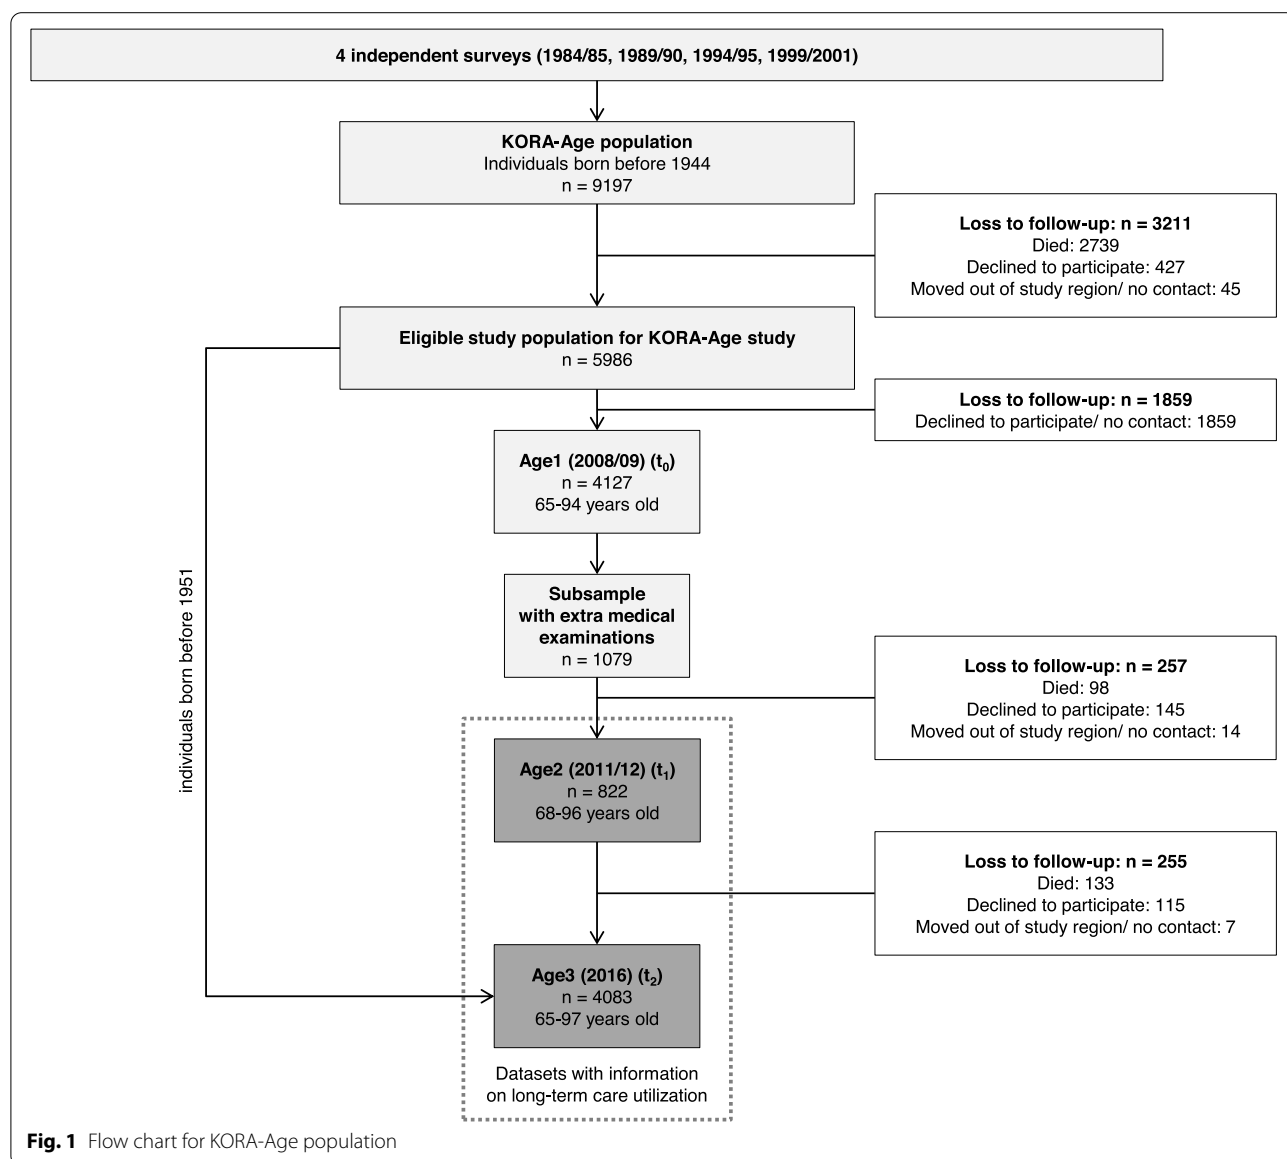 4 independent surveys (1984/85, 1989/90, 1994/95, 1999/2001)
KORA-Age population
Individuals born before 1944
n = 9197
Loss to follow-up: n = 3211
Died: 2739
Declined to participate: 427
Moved out of study region/ no contact: 45
Eligible study population for KORA-Age study
n = 5986
Loss to follow-up: n = 1859
Declined to participate/ no contact: 1859
Age1 (2008/09) (t0)
n = 4127
65-94 years old
Subsample
with extra medical
examinations
n = 1079
individuals born before 1951
Loss to follow-up: n = 257
Died: 98
Declined to participate: 145
Moved out of study region/ no contact: 14
Age2 (2011/12) (t1)
n = 822
68-96 years old
Loss to follow-up: n = 255
Died: 133
Declined to participate: 115
Moved out of study region/ no contact: 7
Age3 (2016) (t2)
n = 4083
65-97 years old
Datasets with information
on long-term care utilization
Fig. 1 Flow chart for KORA-Age population